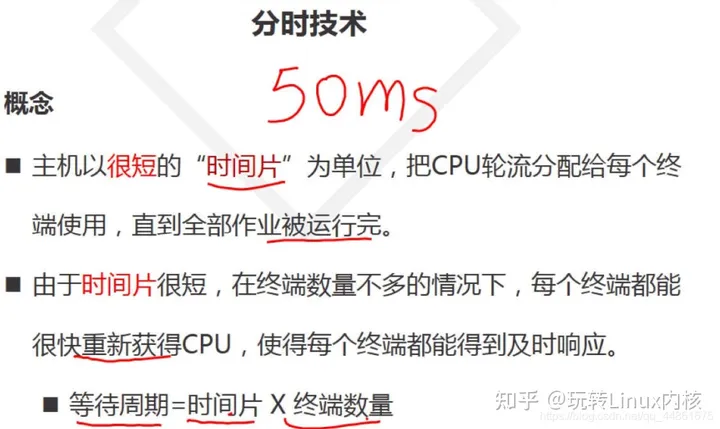 分时技术
50ms
概念
■ 主机以很短的“时间片”为单位，把CPU轮流分配给每个终
端使用，直到全部作业被运行完。
■ 由于时间片很短，在终端数量不多的情况下，每个终端都能
很快重新获得CPU，使得每个终端都能得到及时响应。
■ 等待周期=时间片 X 终端数量
知乎 @玩转Linux内核
https://blog.csdn.net/qq_44861675